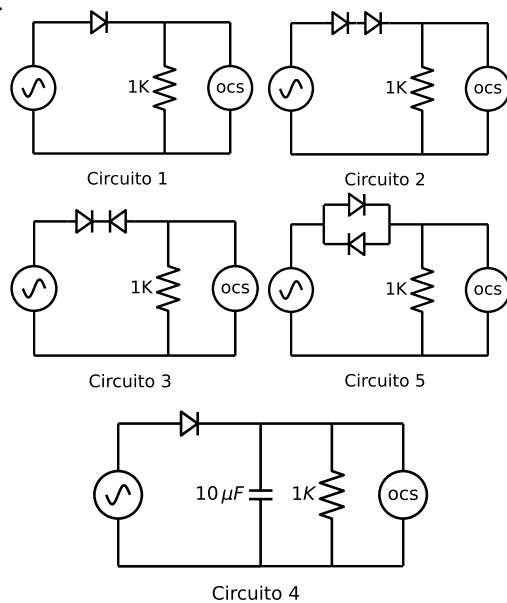 1K
ocs
Circuito 1
1K
ocs
Circuito 2
1K
ocs
Circuito 3
1K
ocs
Circuito 5
10 μF
1K
ocs
Circuito 4